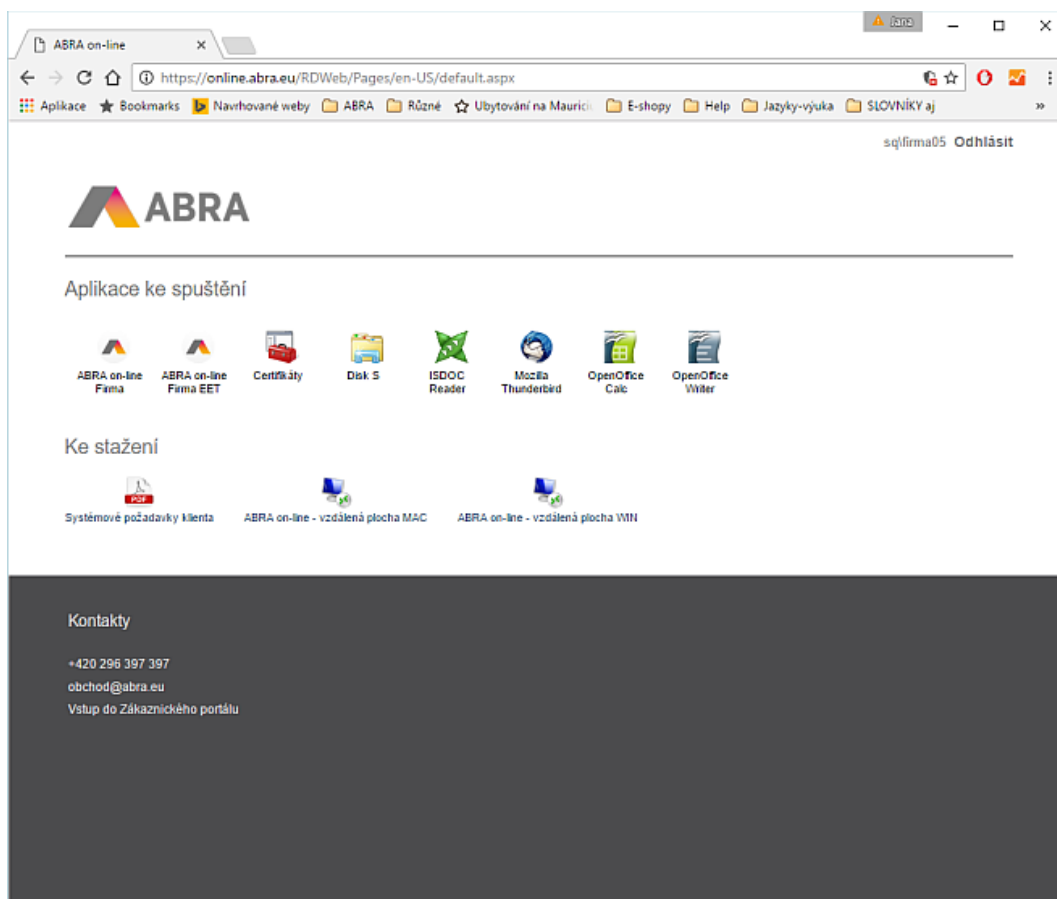 Jana
ABRA on-line
https://online.abra.eu/RDWeb/Pages/en-US/default.aspx
Aplikace Bookmarks Navrhované weby ABRA Různé Ubytování na Mauric E-shopy Help Jazyky-výuka SLOVNÍKY aj »
sq\firma05 Odhlásit
ABRA
Aplikace ke spuštění
ABRA on-line Firma
ABRA on-line Firma EET
Certifikáty
Disk S
ISDOC Reader
Mozilla Thunderbird
OpenOffice Calc
OpenOffice Writer
Ke stažení
PDF
Systémové požadavky klienta
ABRA on-line - vzdálená plocha MAC
ABRA on-line - vzdálená plocha WIN
Kontakty
+420 296 397 397
obchod@abra.eu
Vstup do Zákaznického portálu